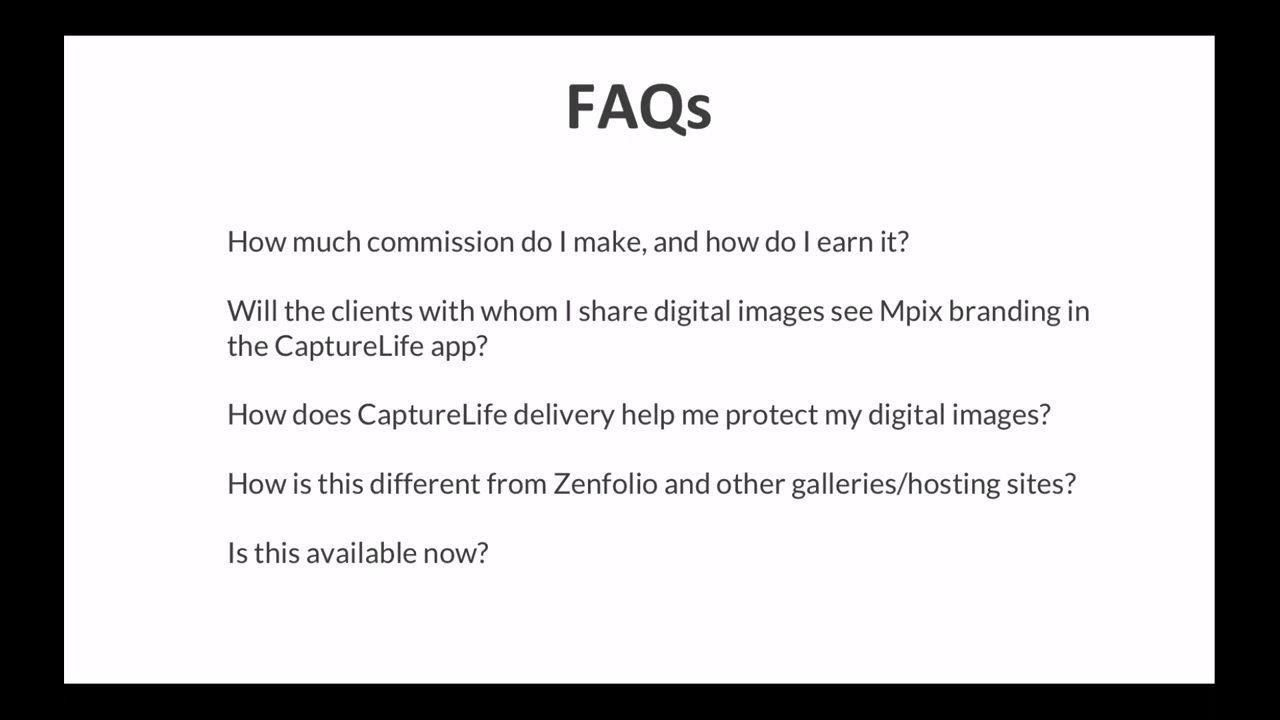 FAQs
How much commission do I make, and how do I earn it?
Will the clients with whom I share digital images see Mpix branding in
the CaptureLife app?
How does CaptureLife delivery help me protect my digital images?
How is this different from Zenfolio and other galleries/hosting sites?
Is this available now?